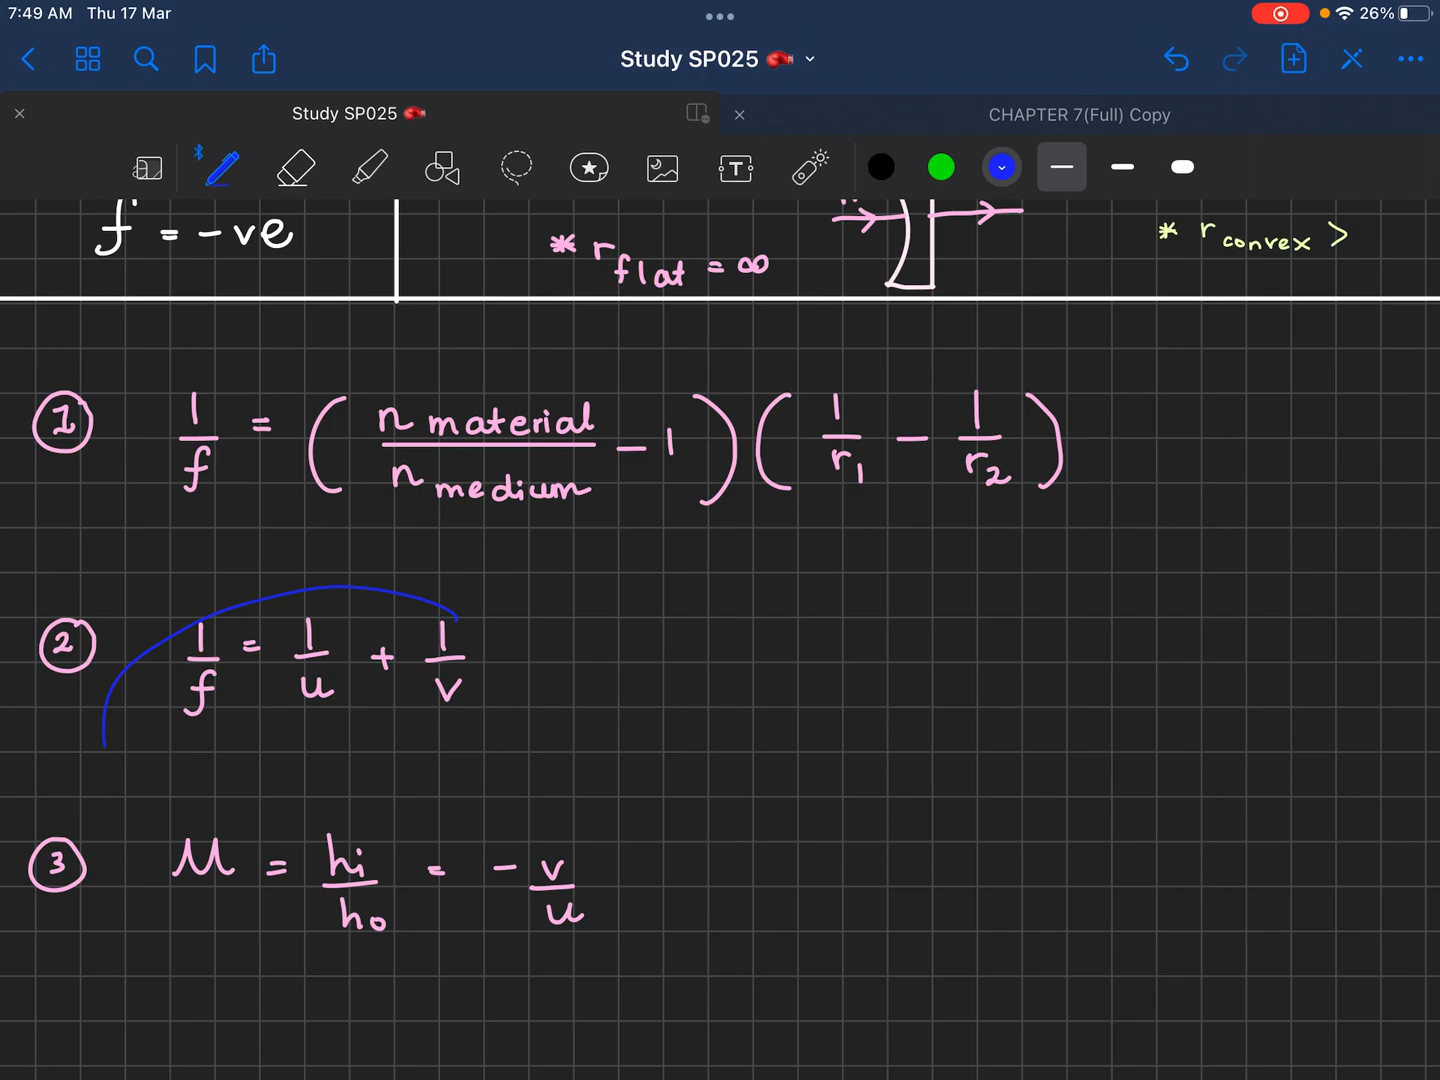 7:49 AM Thu 17 Mar 26%
Study SP025 🥊
Study SP025 🥊 CHAPTER 7(Full) Copy
f = -ve
* r flat = ∞
* r convex >
① 1/f = ( n material / n medium - 1 ) ( 1/r₁ - 1/r₂ )
② 1/f = 1/u + 1/v
③ M = hi/ho = - v/u